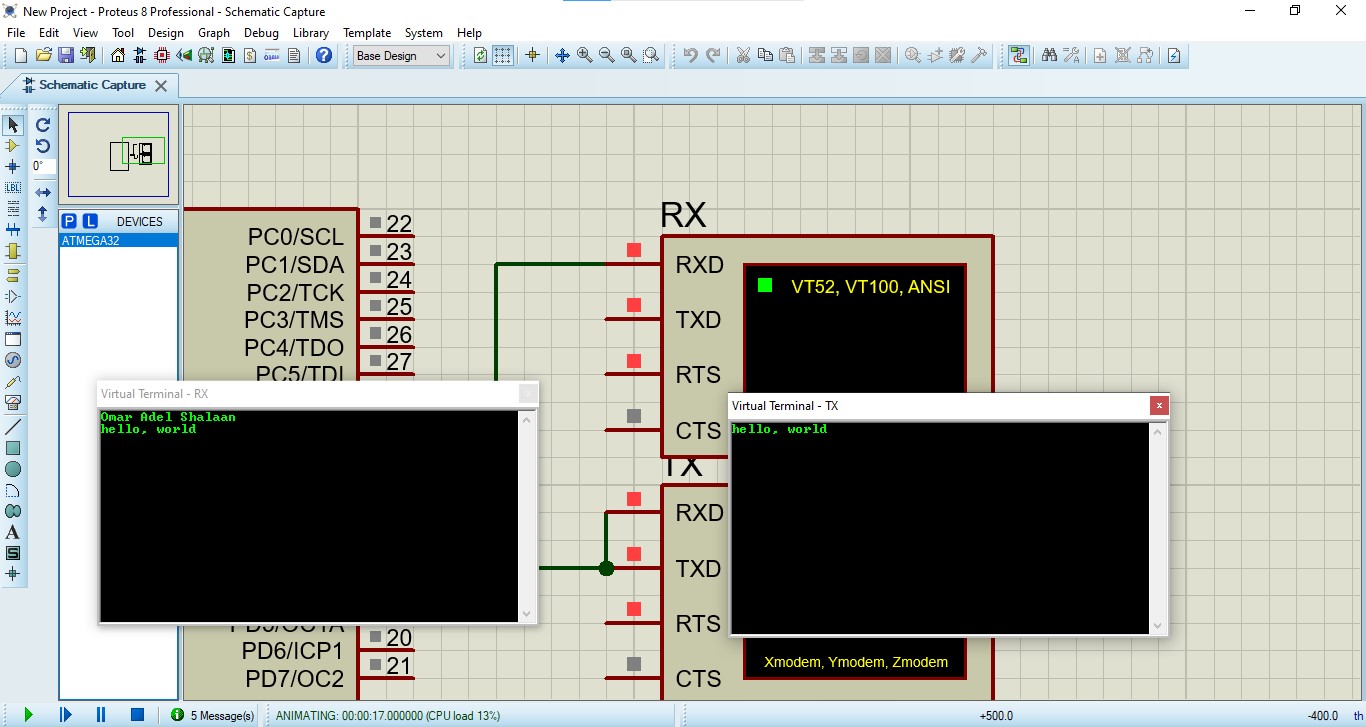 New Project - Proteus 8 Professional - Schematic Capture
File Edit View Tool Design Graph Debug Library Template System Help
Base Design
Schematic Capture
0°
LBL
P L DEVICES
ATMEGA32
A
S
PC0/SCL 22
PC1/SDA 23
PC2/TCK 24
PC3/TMS 25
PC4/TDO 26
PC5/TDI 27
RX
RXD
TXD
RTS
CTS
VT52, VT100, ANSI
Virtual Terminal - RX
Omar Adel Shalaan
hello, world
Virtual Terminal - TX
hello, world
TX
RXD
TXD
RTS
CTS
Xmodem, Ymodem, Zmodem
20
PD6/ICP1 21
PD7/OC2
5 Message(s)
ANIMATING: 00:00:17.000000 (CPU load 13%)
+500.0
-400.0
th